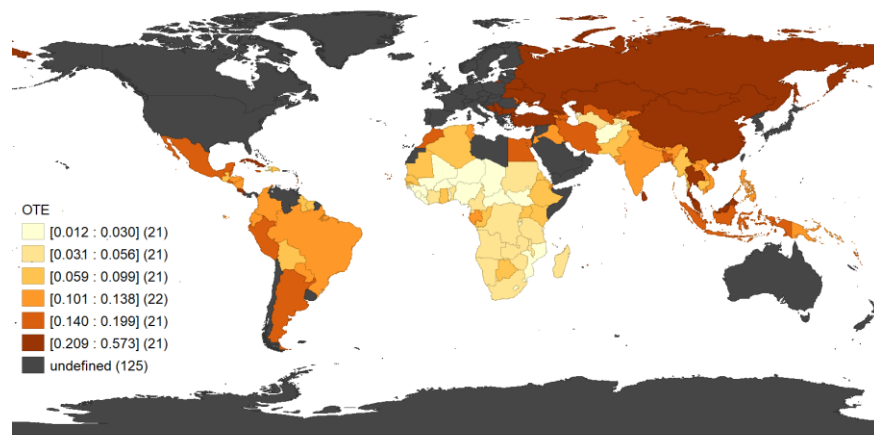 OTE
[0.012 : 0.030] (21)
[0.031 : 0.056] (21)
[0.059 : 0.099] (21)
[0.101 : 0.138] (22)
[0.140 : 0.199] (21)
[0.209 : 0.573] (21)
undefined (125)